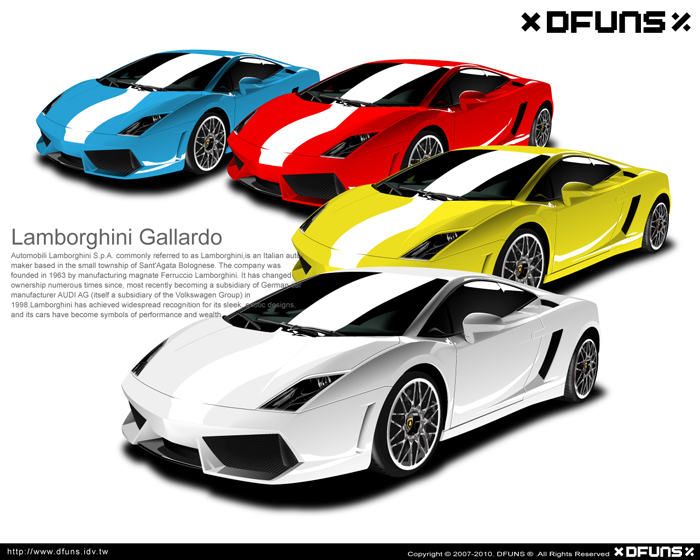 DFUNS
Lamborghini Gallardo
Automobili Lamborghini S.p.A. commonly referred to as Lamborghini,is an Italian auto
maker based in the small township of Sant'Agata Bolognese. The company was
founded in 1963 by manufacturing magnate Ferruccio Lamborghini. It has changed
ownership numerous times since, most recently becoming a subsidiary of German car
manufacturer AUDI AG (itself a subsidiary of the Volkswagen Group) in
1998.Lamborghini has achieved widespread recognition for its sleek, exotic designs,
and its cars have become symbols of performance and wealth
http://www.dfuns.idv.tw
Copyright © 2007-2010. DFUNS ® .All Rights Reserved DFUNS